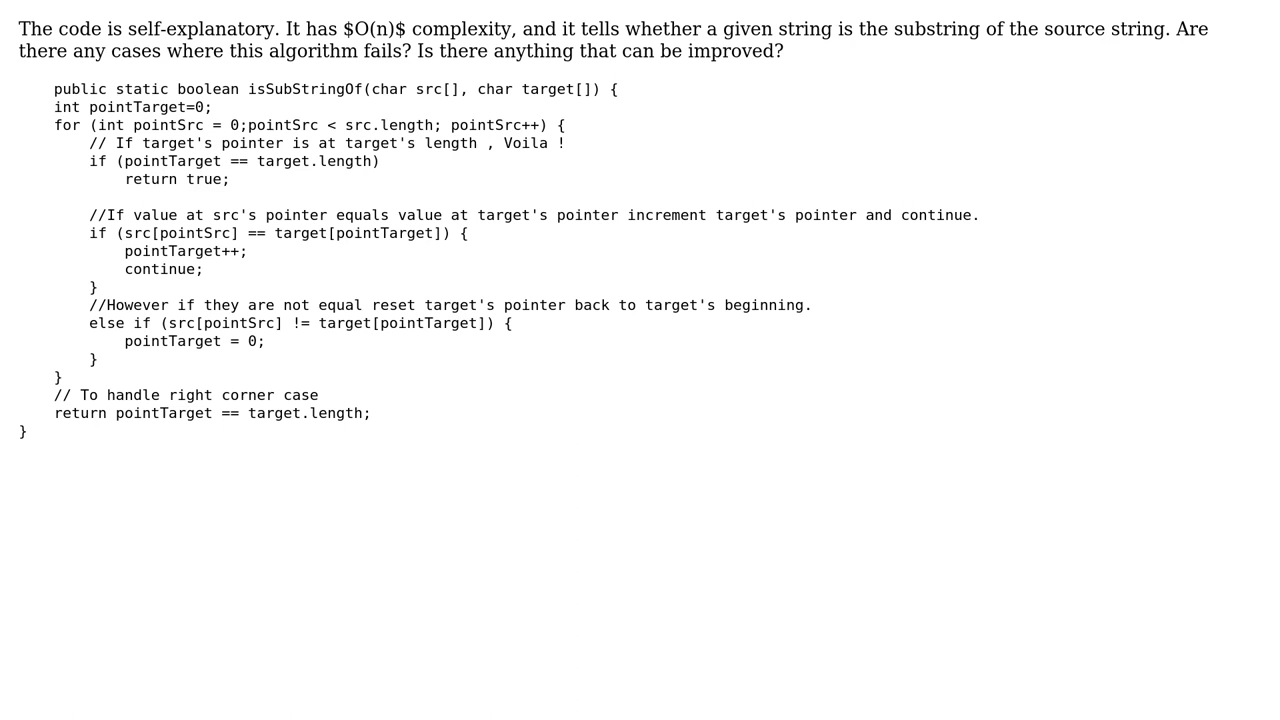 The code is self-explanatory. It has $O(n)$ complexity, and it tells whether a given string is the substring of the source string. Are
there any cases where this algorithm fails? Is there anything that can be improved?
    public static boolean isSubStringOf(char src[], char target[]) {
    int pointTarget=0;
    for (int pointSrc = 0;pointSrc < src.length; pointSrc++) {
        // If target's pointer is at target's length , Voila !
        if (pointTarget == target.length)
            return true;

        //If value at src's pointer equals value at target's pointer increment target's pointer and continue.
        if (src[pointSrc] == target[pointTarget]) {
            pointTarget++;
            continue;
        }
        //However if they are not equal reset target's pointer back to target's beginning.
        else if (src[pointSrc] != target[pointTarget]) {
            pointTarget = 0;
        }
    }
    // To handle right corner case
    return pointTarget == target.length;
}